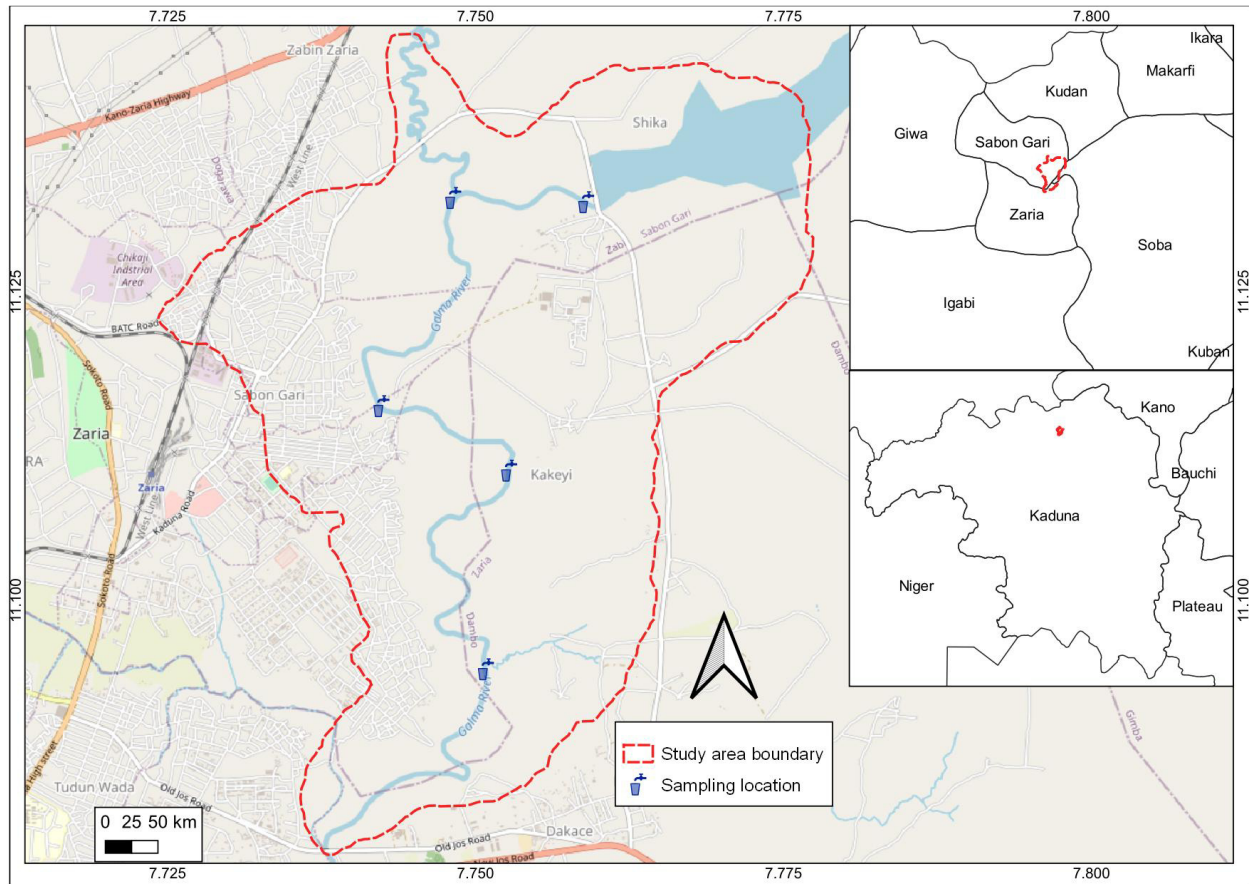 7.725
7.750
7.775
7.800
Zabin Zaria
Kano-Zaria Highway
West Line
Dogarawa
Shika
Chikaji
Indstrial
Area
Zabi
Sabon Gari
11.125
BATC Road
Galma River
Dambo
Sokoto Road
Sabon Gari
Zaria
RA
Zaria
West Line
Kaduna Road
Kakeyi
Sokoto Road
Zaria
Dambo
11.100
Galma River
Gimba
High street
Tudun Wada
Old Jos Road
Old Jos Road
Dakace
New Jos Road
0 25 50 km
Study area boundary
Sampling location
Ikara
Makarfi
Kudan
Giwa
Sabon Gari
Zaria
Soba
Igabi
Kuban
11.125
Kano
Bauchi
Kaduna
Niger
Plateau
11.100
7.725
7.750
7.775
7.800